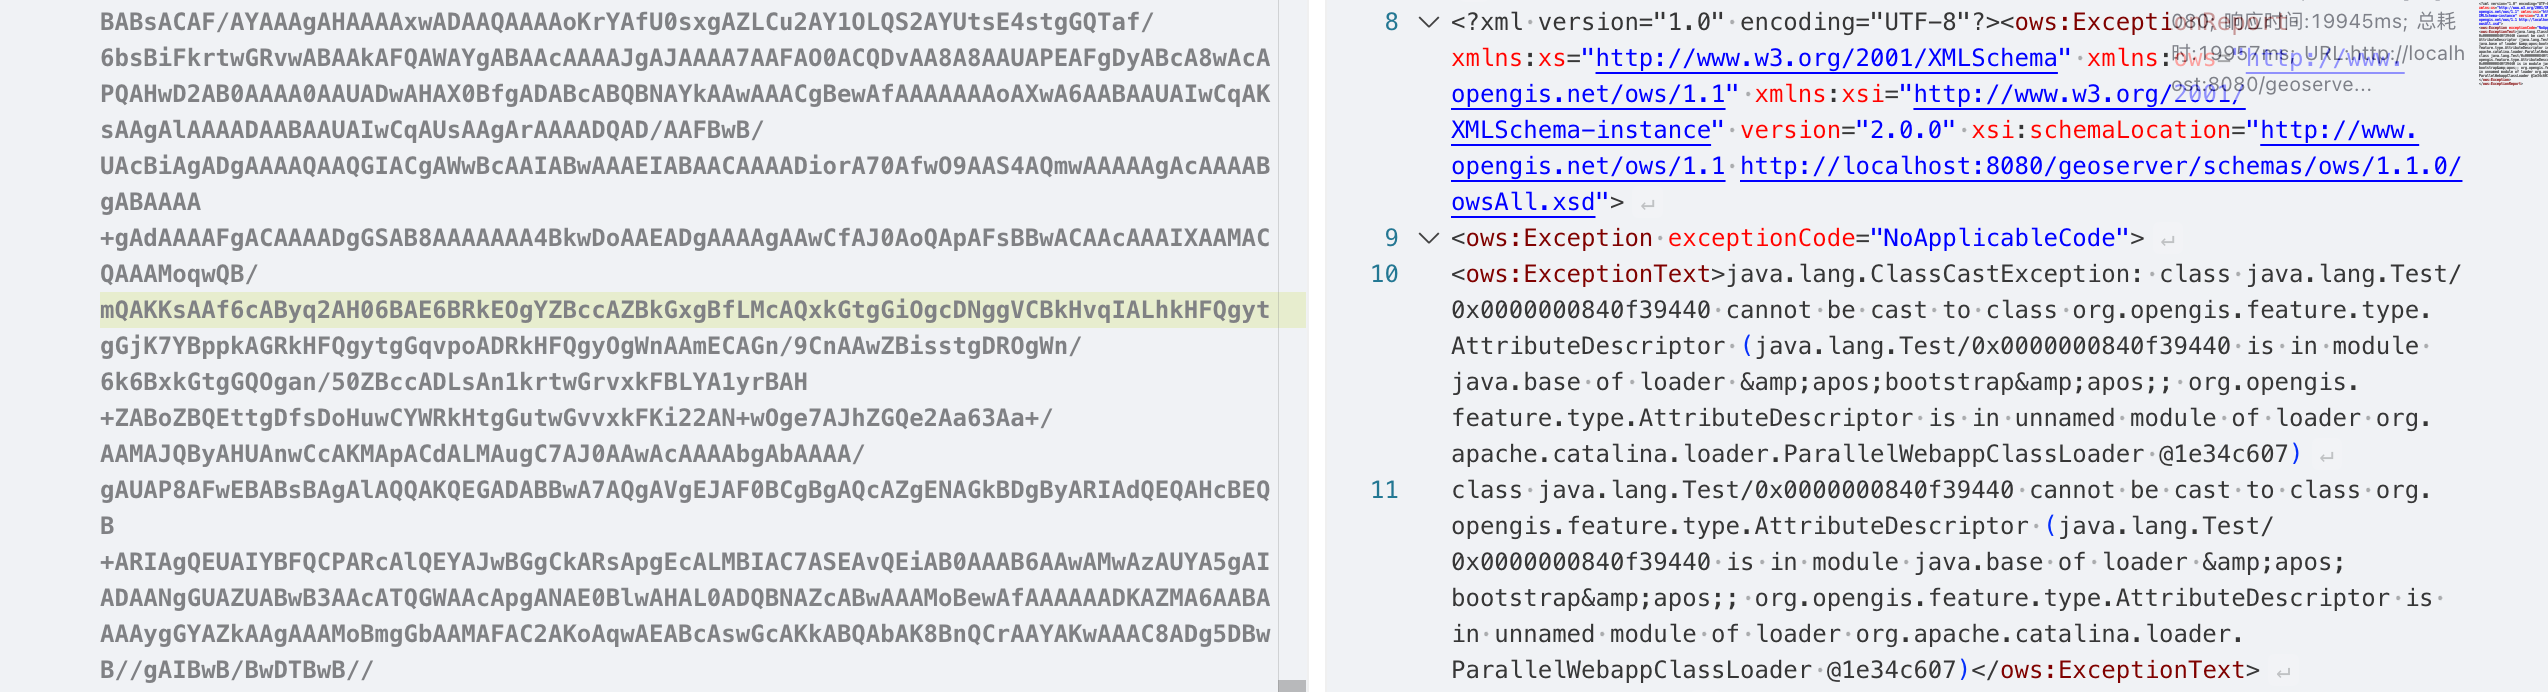 BABsACAF/AYAAAgAHAAAAxwADAAQAAAAoKrYAfU0sxgAZLCu2AY1OLQS2AYUtsE4stgGQTaf/
6bsBiFkrtwGRvwABAAkAFQAWAYgABAAcAAAAJgAJAAAA7AAFAO0ACQDvAA8A8AAUAPEAFgDyABcA8wAcA
PQAHwD2AB0AAAA0AAUADwAHAX0BfgADABcABQBNAYkAAwAAACgBewAfAAAAAAAoAXwA6AABAAUAIwCqAK
sAAgAlAAAADAABAAUAIwCqAUsAAgArAAAADQAD/AAFBwB/
UAcBiAgADgAAAAQAAQGIACgAWwBcAAIABwAAAEIABAACAAAADiorA70AfwO9AAS4AQmwAAAAAgAcAAAAB
gABAAAA
+gAdAAAAFgACAAAADgGSAB8AAAAAAA4BkwDoAAEADgAAAAgAAwCfAJ0AoQApAFsBBwACAAcAAAIXAAMAC
QAAAMoqwQB/
mQAKKsAAf6cAByq2AH06BAE6BRkEOgYZBccAZBkGxgBfLMcAQxkGtgGiOgcDNggVCBkHvqIALhkHFQgyt
gGjK7YBppkAGRkHFQgytgGqvpoADRkHFQgyOgWnAAmECAGn/9CnAAwZBisstgDROgWn/
6k6BxkGtgGQOgan/50ZBccADLsAn1krtwGrvxkFBLYA1yrBAH
+ZABoZBQEttgDfsDoHuwCYWRkHtgGutwGvvxkFKi22AN+wOge7AJhZGQe2Aa63Aa+/
AAMAJQByAHUAnwCcAKMApACdALMAugC7AJ0AAwAcAAAAbgAbAAAA/
gAUAP8AFwEBABsBAgAlAQQAKQEGADABBwA7AQgAVgEJAF0BCgBgAQcAZgENAGkBDgByARIAdQEQAHcBEQ
B
+ARIAgQEUAIYBFQCPARcAlQEYAJwBGgCkARsApgEcALMBIAC7ASEAvQEiAB0AAAB6AAwAMwAzAUYA5gAI
ADAANgGUAZUABwB3AAcATQGWAAcApgANAE0BlwAHAL0ADQBNAZcABwAAAMoBewAfAAAAAADKAZMA6AABA
AAAygGYAZkAAgAAAMoBmgGbAAMAFAC2AKoAqwAEABcAswGcAKkABQAbAK8BnQCrAAYAKwAAAC8ADg5DBw
B//gAIBwB/BwDTBwB//
8 <?xml version="1.0" encoding="UTF-8"?><ows:ExceptionReport
xmlns:xs="http://www.w3.org/2001/XMLSchema" xmlns:ows="http://www.
opengis.net/ows/1.1" xmlns:xsi="http://www.w3.org/2001/
XMLSchema-instance" version="2.0.0" xsi:schemaLocation="http://www.
opengis.net/ows/1.1 http://localhost:8080/geoserver/schemas/ows/1.1.0/
owsAll.xsd"> ↵
080; 响应时间:19945ms; 总耗
时:19957ms; URL:http://localh
ost:8080/geoserve...
9 <ows:Exception exceptionCode="NoApplicableCode"> ↵
10 <ows:ExceptionText>java.lang.ClassCastException: class java.lang.Test/
0x0000000840f39440 cannot be cast to class org.opengis.feature.type.
AttributeDescriptor (java.lang.Test/0x0000000840f39440 is in module
java.base of loader &amp;apos;bootstrap&amp;apos;; org.opengis.
feature.type.AttributeDescriptor is in unnamed module of loader org.
apache.catalina.loader.ParallelWebappClassLoader @1e34c607) ↵
11 class java.lang.Test/0x0000000840f39440 cannot be cast to class org.
opengis.feature.type.AttributeDescriptor (java.lang.Test/
0x0000000840f39440 is in module java.base of loader &amp;apos;
bootstrap&amp;apos;; org.opengis.feature.type.AttributeDescriptor is
in unnamed module of loader org.apache.catalina.loader.
ParallelWebappClassLoader @1e34c607)</ows:ExceptionText> ↵